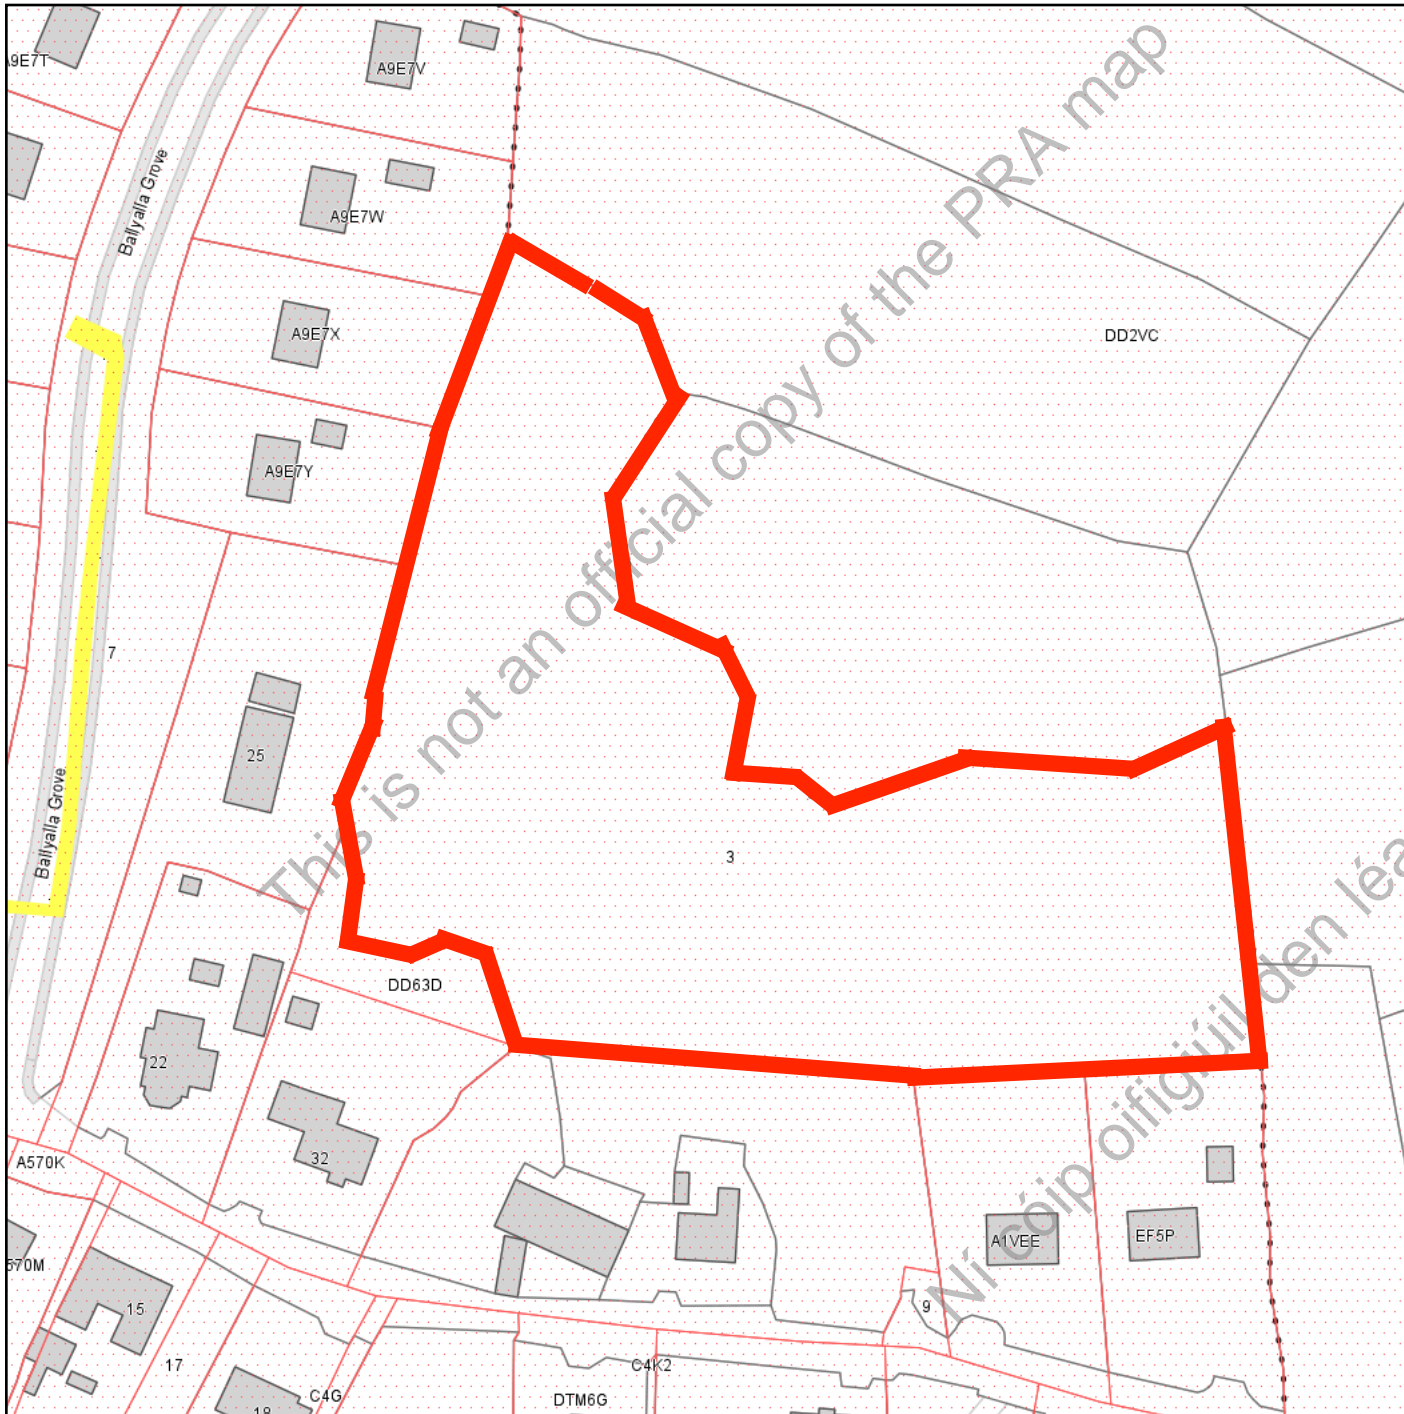 A9E7T
A9E7V
A9E7W
Ballyalla Grove
This is not an official copy of the PRA map
A9E7X
DD2VC
A9E7Y
7
25
Ballyalla Grove
3
DD63D
Ní cóip oifigiúil den léa
22
32
A570K
A1VEE
EF5P
570M
15
9
17
C4K2
C4G
DTM6G
18